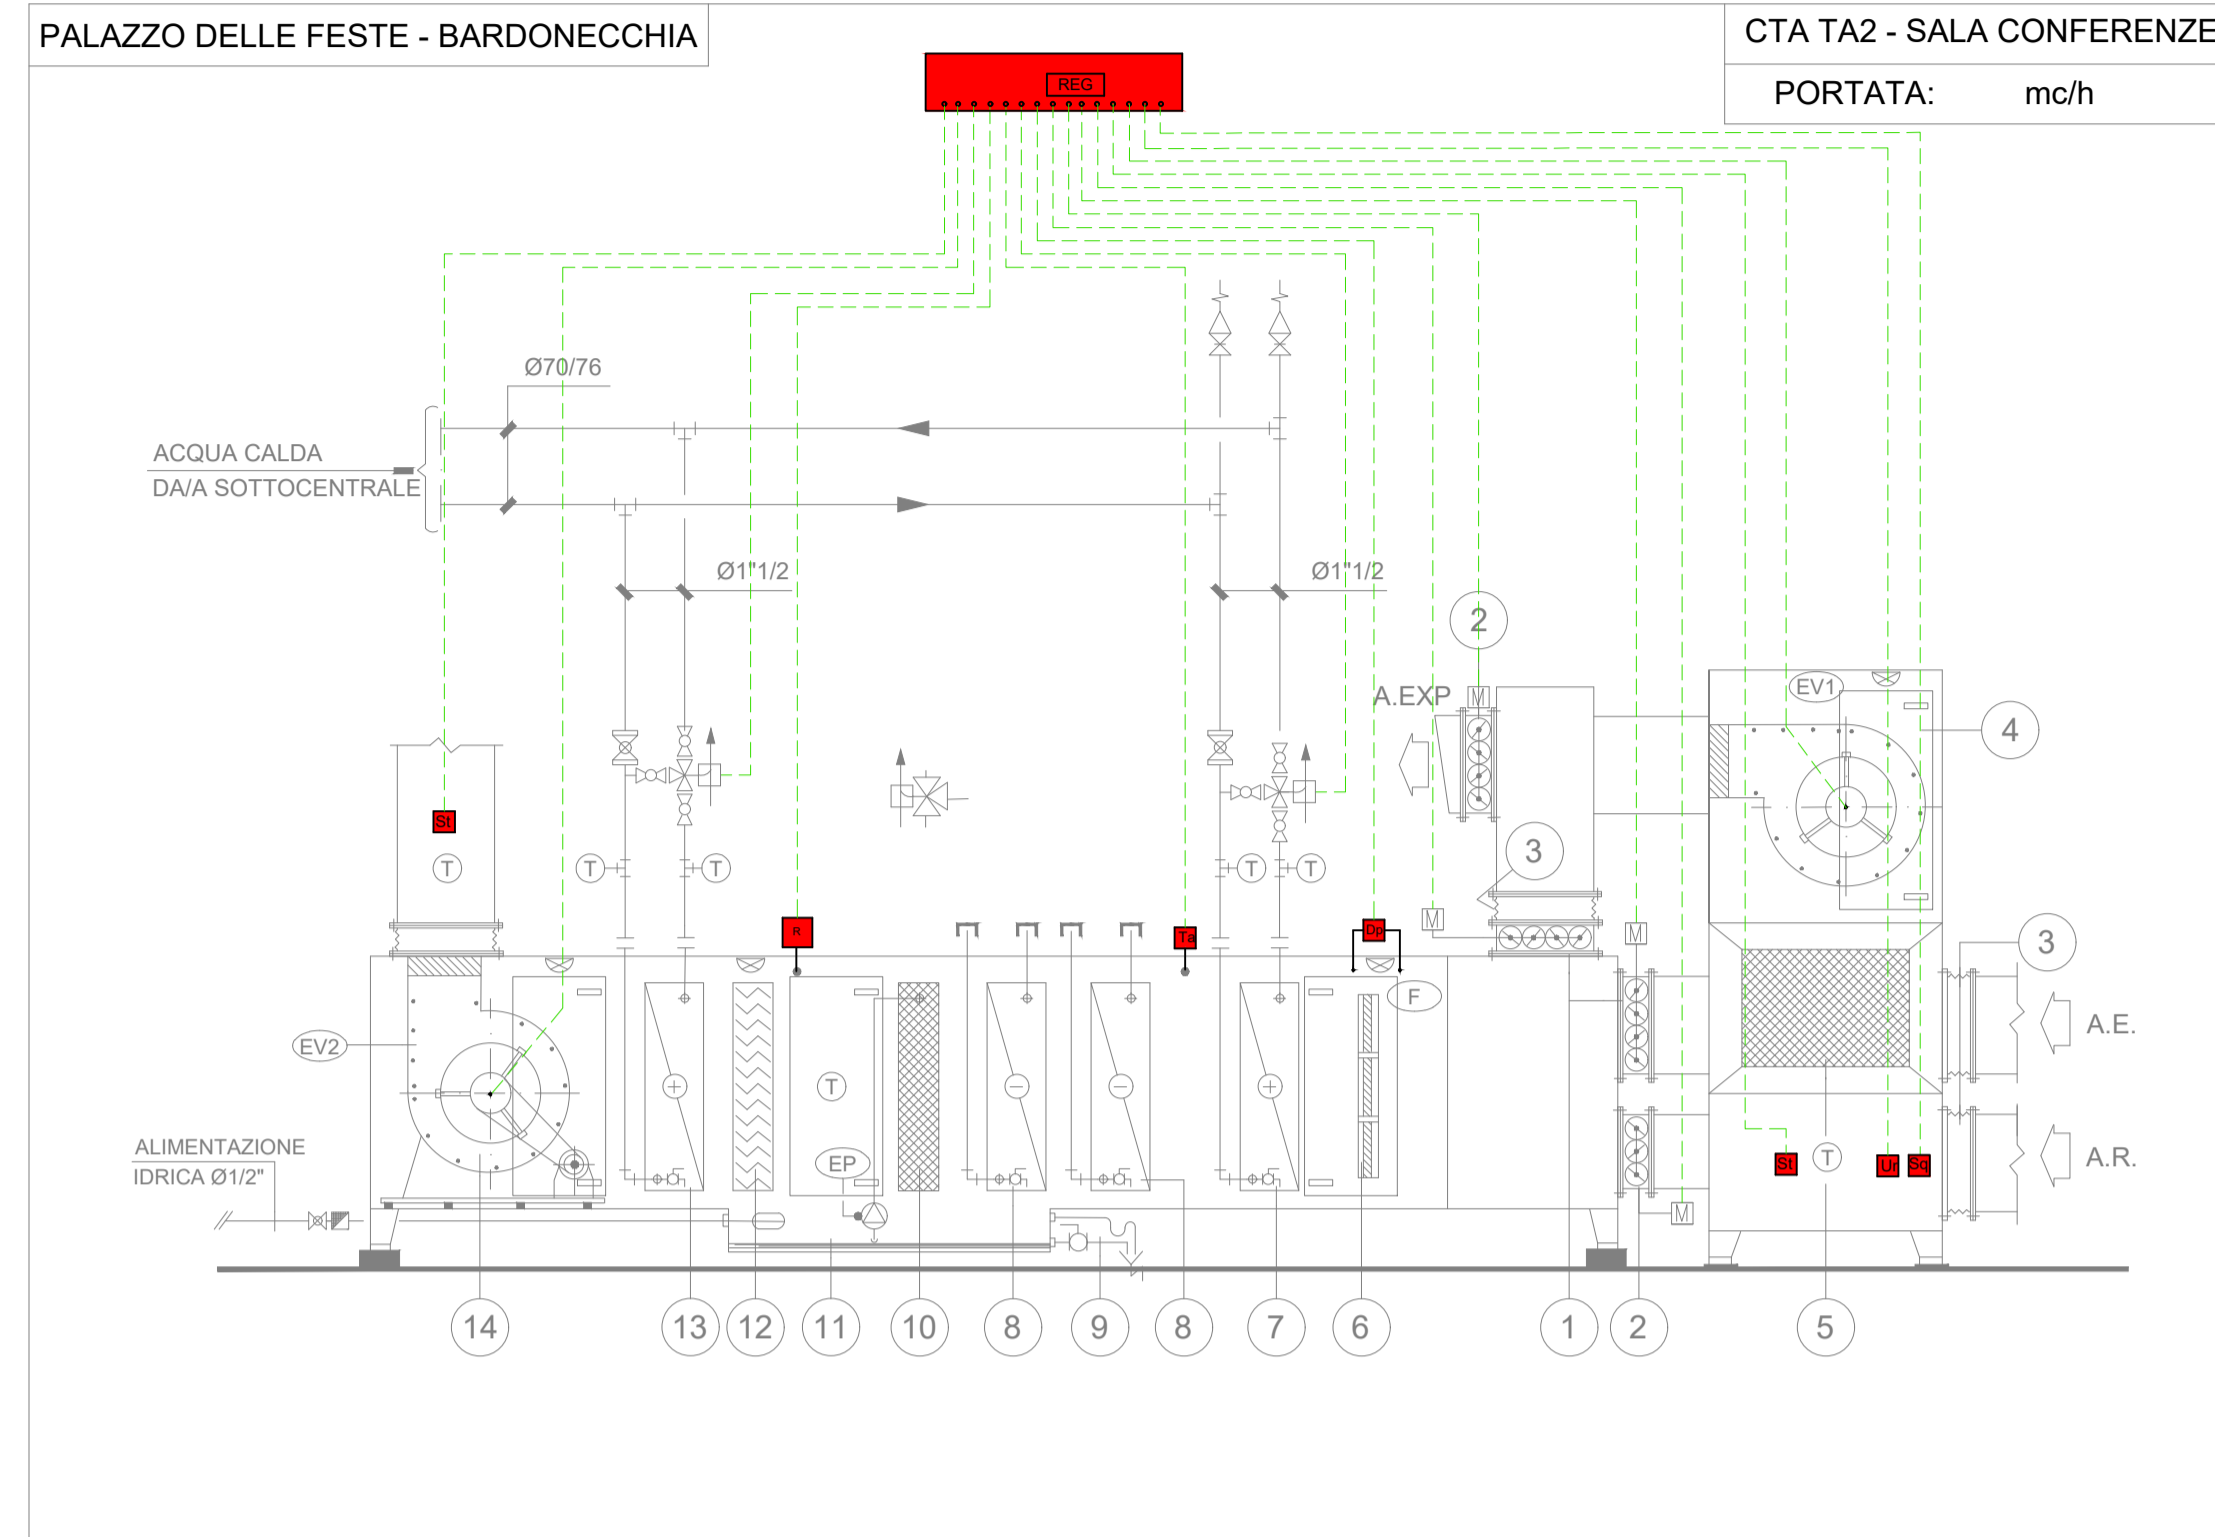 PALAZZO DELLE FESTE - BARDONECCHIA
CTA TA2 - SALA CONFERENZE
PORTATA: mc/h
REG
Ø70/76
ACQUA CALDA
DA/A SOTTOCENTRALE
Ø1"1/2
Ø1"1/2
2
A.EXP
M
EV1
4
St
T
T
T
T
T
3
M
M
3
R
Ta
Dp
F
EV2
A.E.
T
EP
ALIMENTAZIONE
IDRICA Ø1/2"
St
T
Ur
Sq
A.R.
M
14
13
12
11
10
8
9
8
7
6
1
2
5